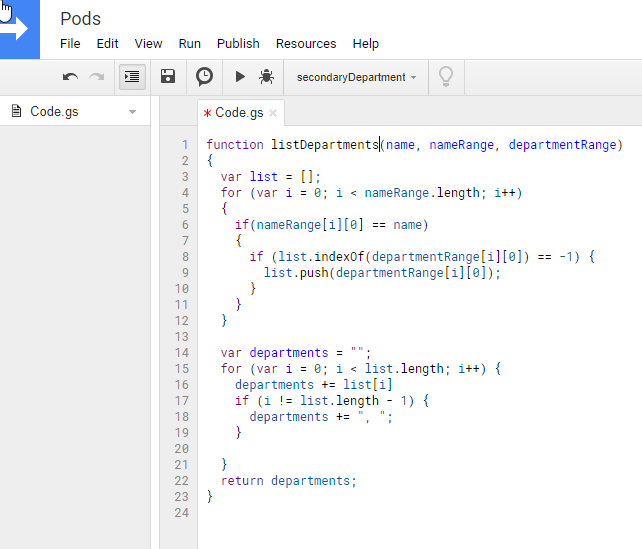 Pods
File Edit View Run Publish Resources Help
secondaryDepartment
Code.gs
* Code.gs ×
1 function listDepartments(name, nameRange, departmentRange)
2 {
3   var list = [];
4   for (var i = 0; i < nameRange.length; i++)
5   {
6     if(nameRange[i][0] == name)
7     {
8       if (list.indexOf(departmentRange[i][0]) == -1) {
9         list.push(departmentRange[i][0]);
10       }
11     }
12   }
13
14   var departments = "";
15   for (var i = 0; i < list.length; i++) {
16     departments += list[i]
17     if (i != list.length - 1) {
18       departments += ", ";
19     }
20
21   }
22   return departments;
23 }
24